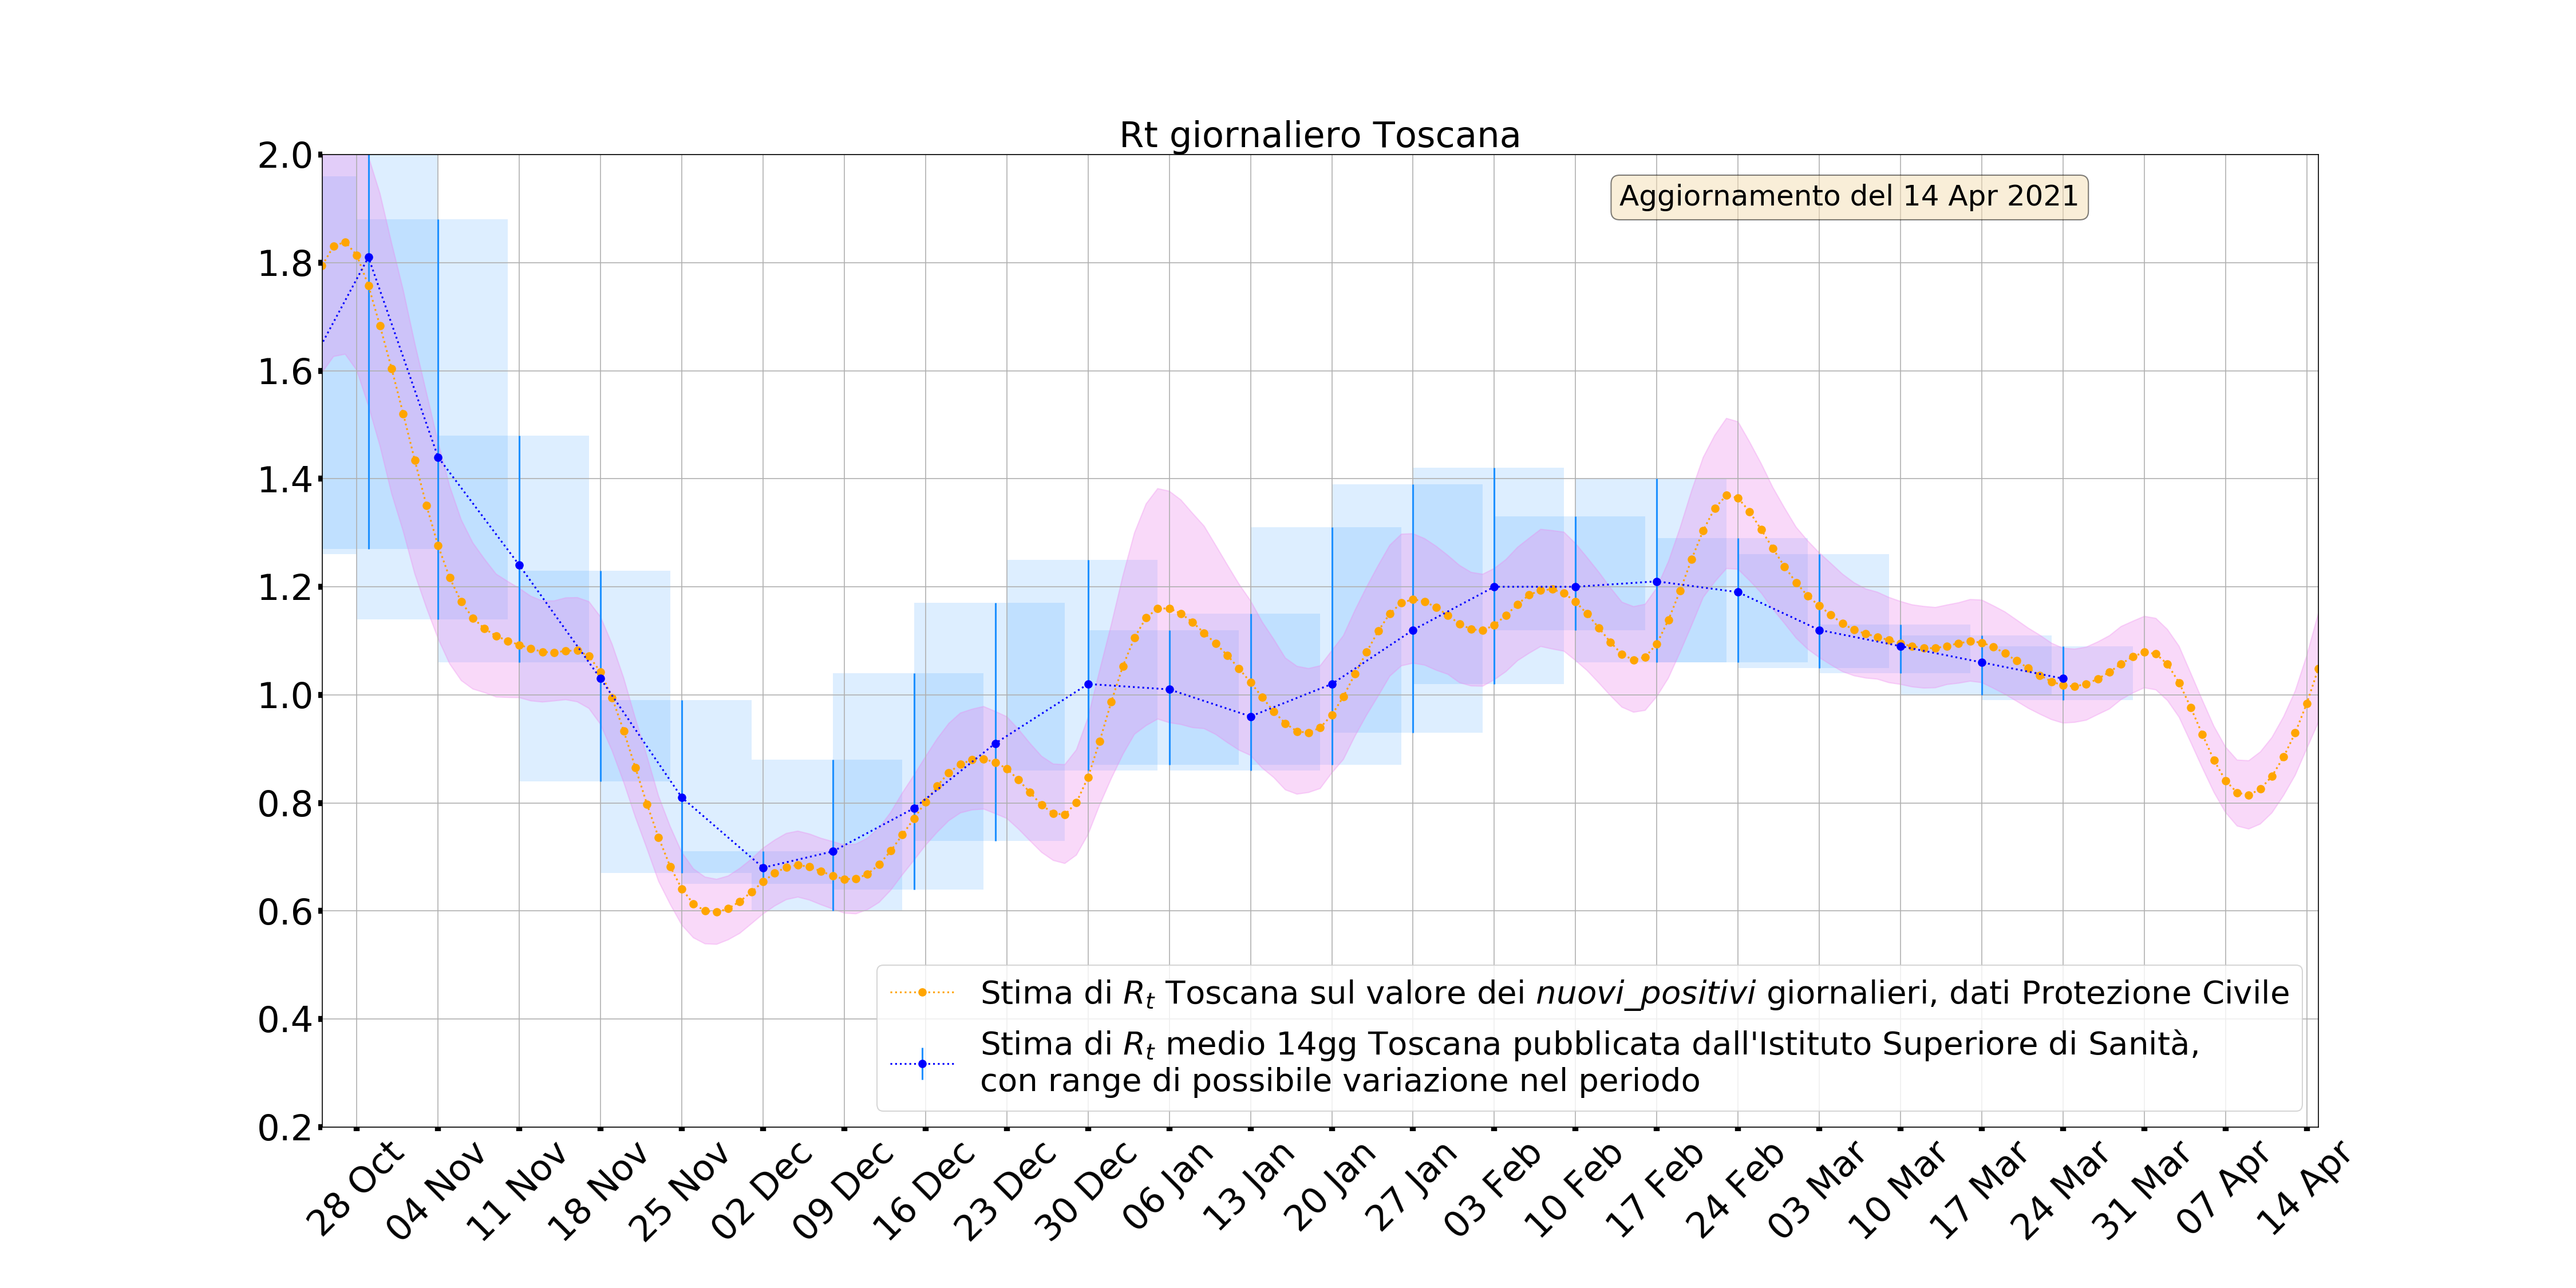 Rt giornaliero Toscana
Aggiornamento del 14 Apr 2021
2.0
1.8
1.6
1.4
1.2
1.0
0.8
0.6
0.4
0.2
Stima di Rt Toscana sul valore dei nuovi_positivi giornalieri, dati Protezione Civile
Stima di Rt medio 14gg Toscana pubblicata dall'Istituto Superiore di Sanità,
con range di possibile variazione nel periodo
28 Oct
04 Nov
11 Nov
18 Nov
25 Nov
02 Dec
09 Dec
16 Dec
23 Dec
30 Dec
06 Jan
13 Jan
20 Jan
27 Jan
03 Feb
10 Feb
17 Feb
24 Feb
03 Mar
10 Mar
17 Mar
24 Mar
31 Mar
07 Apr
14 Apr